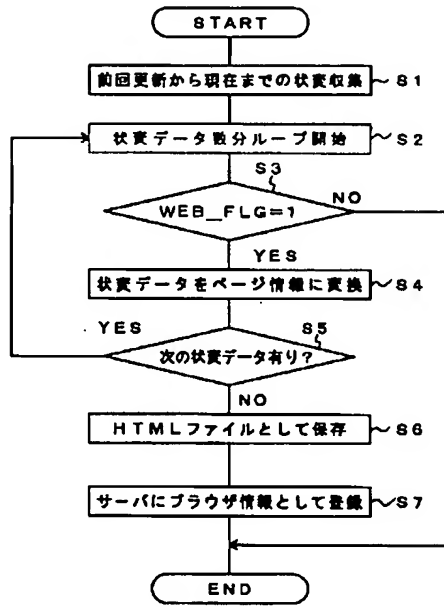 START
前回更新から現在までの状変収集 S1
状変データ数分ループ開始 S2
S3
WEB_FLG=1 NO
YES
状変データをページ情報に変換 S4
YES S5
次の状変データ有り?
NO
HTMLファイルとして保存 S6
サーバにブラウザ情報として登録 S7
END